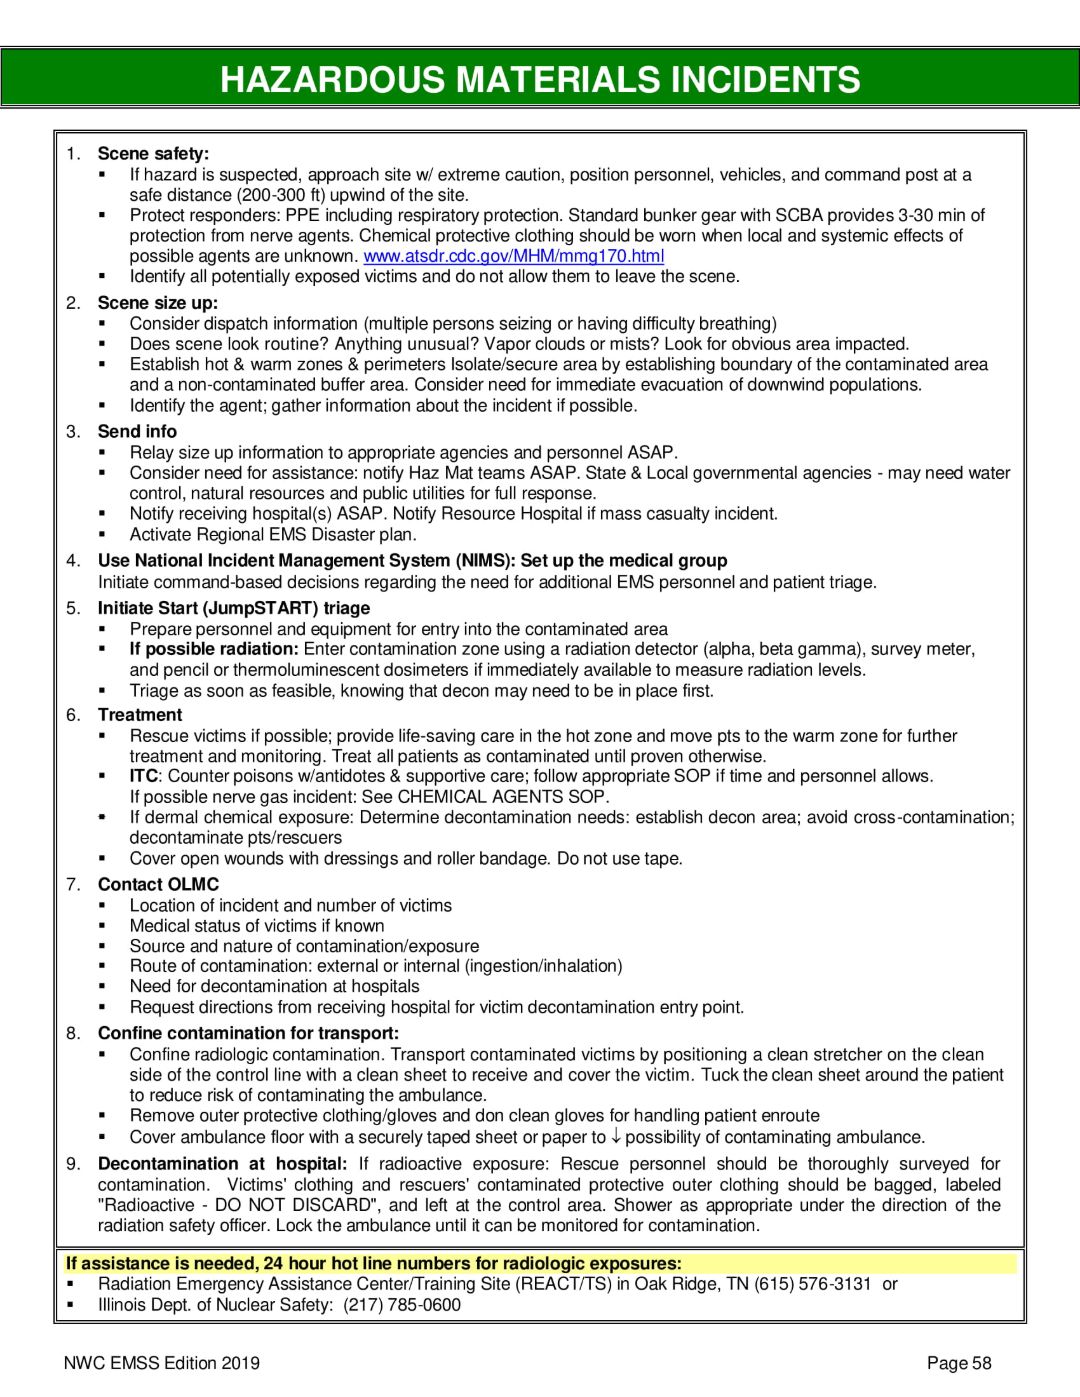 HAZARDOUS MATERIALS INCIDENTS
1. Scene safety:
▪ If hazard is suspected, approach site w/ extreme caution, position personnel, vehicles, and command post at a
safe distance (200-300 ft) upwind of the site.
▪ Protect responders: PPE including respiratory protection. Standard bunker gear with SCBA provides 3-30 min of
protection from nerve agents. Chemical protective clothing should be worn when local and systemic effects of
possible agents are unknown. www.atsdr.cdc.gov/MHM/mmg170.html
▪ Identify all potentially exposed victims and do not allow them to leave the scene.
2. Scene size up:
▪ Consider dispatch information (multiple persons seizing or having difficulty breathing)
▪ Does scene look routine? Anything unusual? Vapor clouds or mists? Look for obvious area impacted.
▪ Establish hot & warm zones & perimeters Isolate/secure area by establishing boundary of the contaminated area
and a non-contaminated buffer area. Consider need for immediate evacuation of downwind populations.
▪ Identify the agent; gather information about the incident if possible.
3. Send info
▪ Relay size up information to appropriate agencies and personnel ASAP.
▪ Consider need for assistance: notify Haz Mat teams ASAP. State & Local governmental agencies - may need water
control, natural resources and public utilities for full response.
▪ Notify receiving hospital(s) ASAP. Notify Resource Hospital if mass casualty incident.
▪ Activate Regional EMS Disaster plan.
4. Use National Incident Management System (NIMS): Set up the medical group
Initiate command-based decisions regarding the need for additional EMS personnel and patient triage.
5. Initiate Start (JumpSTART) triage
▪ Prepare personnel and equipment for entry into the contaminated area
▪ If possible radiation: Enter contamination zone using a radiation detector (alpha, beta gamma), survey meter,
and pencil or thermoluminescent dosimeters if immediately available to measure radiation levels.
▪ Triage as soon as feasible, knowing that decon may need to be in place first.
6. Treatment
▪ Rescue victims if possible; provide life-saving care in the hot zone and move pts to the warm zone for further
treatment and monitoring. Treat all patients as contaminated until proven otherwise.
▪ ITC: Counter poisons w/antidotes & supportive care; follow appropriate SOP if time and personnel allows.
If possible nerve gas incident: See CHEMICAL AGENTS SOP.
▪ If dermal chemical exposure: Determine decontamination needs: establish decon area; avoid cross-contamination;
decontaminate pts/rescuers
▪ Cover open wounds with dressings and roller bandage. Do not use tape.
7. Contact OLMC
▪ Location of incident and number of victims
▪ Medical status of victims if known
▪ Source and nature of contamination/exposure
▪ Route of contamination: external or internal (ingestion/inhalation)
▪ Need for decontamination at hospitals
▪ Request directions from receiving hospital for victim decontamination entry point.
8. Confine contamination for transport:
▪ Confine radiologic contamination. Transport contaminated victims by positioning a clean stretcher on the clean
side of the control line with a clean sheet to receive and cover the victim. Tuck the clean sheet around the patient
to reduce risk of contaminating the ambulance.
▪ Remove outer protective clothing/gloves and don clean gloves for handling patient enroute
▪ Cover ambulance floor with a securely taped sheet or paper to ↓ possibility of contaminating ambulance.
9. Decontamination at hospital: If radioactive exposure: Rescue personnel should be thoroughly surveyed for
contamination. Victims' clothing and rescuers' contaminated protective outer clothing should be bagged, labeled
"Radioactive - DO NOT DISCARD", and left at the control area. Shower as appropriate under the direction of the
radiation safety officer. Lock the ambulance until it can be monitored for contamination.
If assistance is needed, 24 hour hot line numbers for radiologic exposures:
▪ Radiation Emergency Assistance Center/Training Site (REACT/TS) in Oak Ridge, TN (615) 576-3131 or
▪ Illinois Dept. of Nuclear Safety: (217) 785-0600
NWC EMSS Edition 2019 Page 58